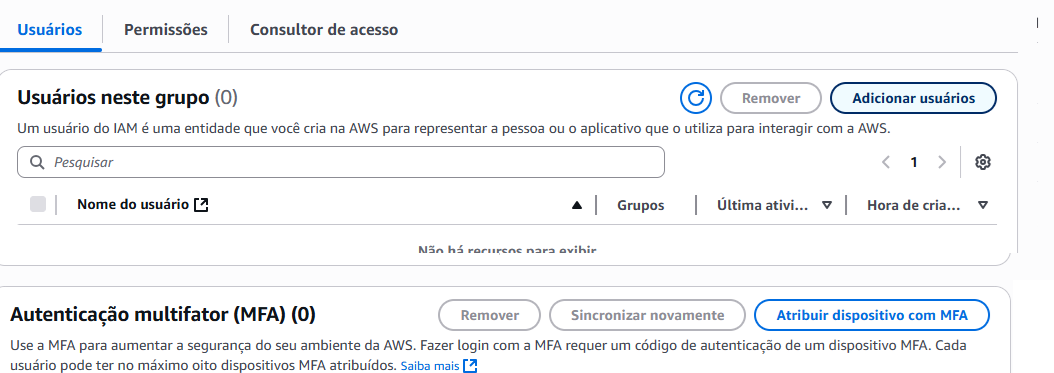 Usuários Permissões Consultor de acesso
Usuários neste grupo (0) Remover Adicionar usuários
Um usuário do IAM é uma entidade que você cria na AWS para representar a pessoa ou o aplicativo que o utiliza para interagir com a AWS.
Pesquisar 1
Nome do usuário Grupos Última ativi... Hora de cria...
Não há recursos para exibir
Autenticação multifator (MFA) (0) Remover Sincronizar novamente Atribuir dispositivo com MFA
Use a MFA para aumentar a segurança do seu ambiente da AWS. Fazer login com a MFA requer um código de autenticação de um dispositivo MFA. Cada
usuário pode ter no máximo oito dispositivos MFA atribuídos. Saiba mais